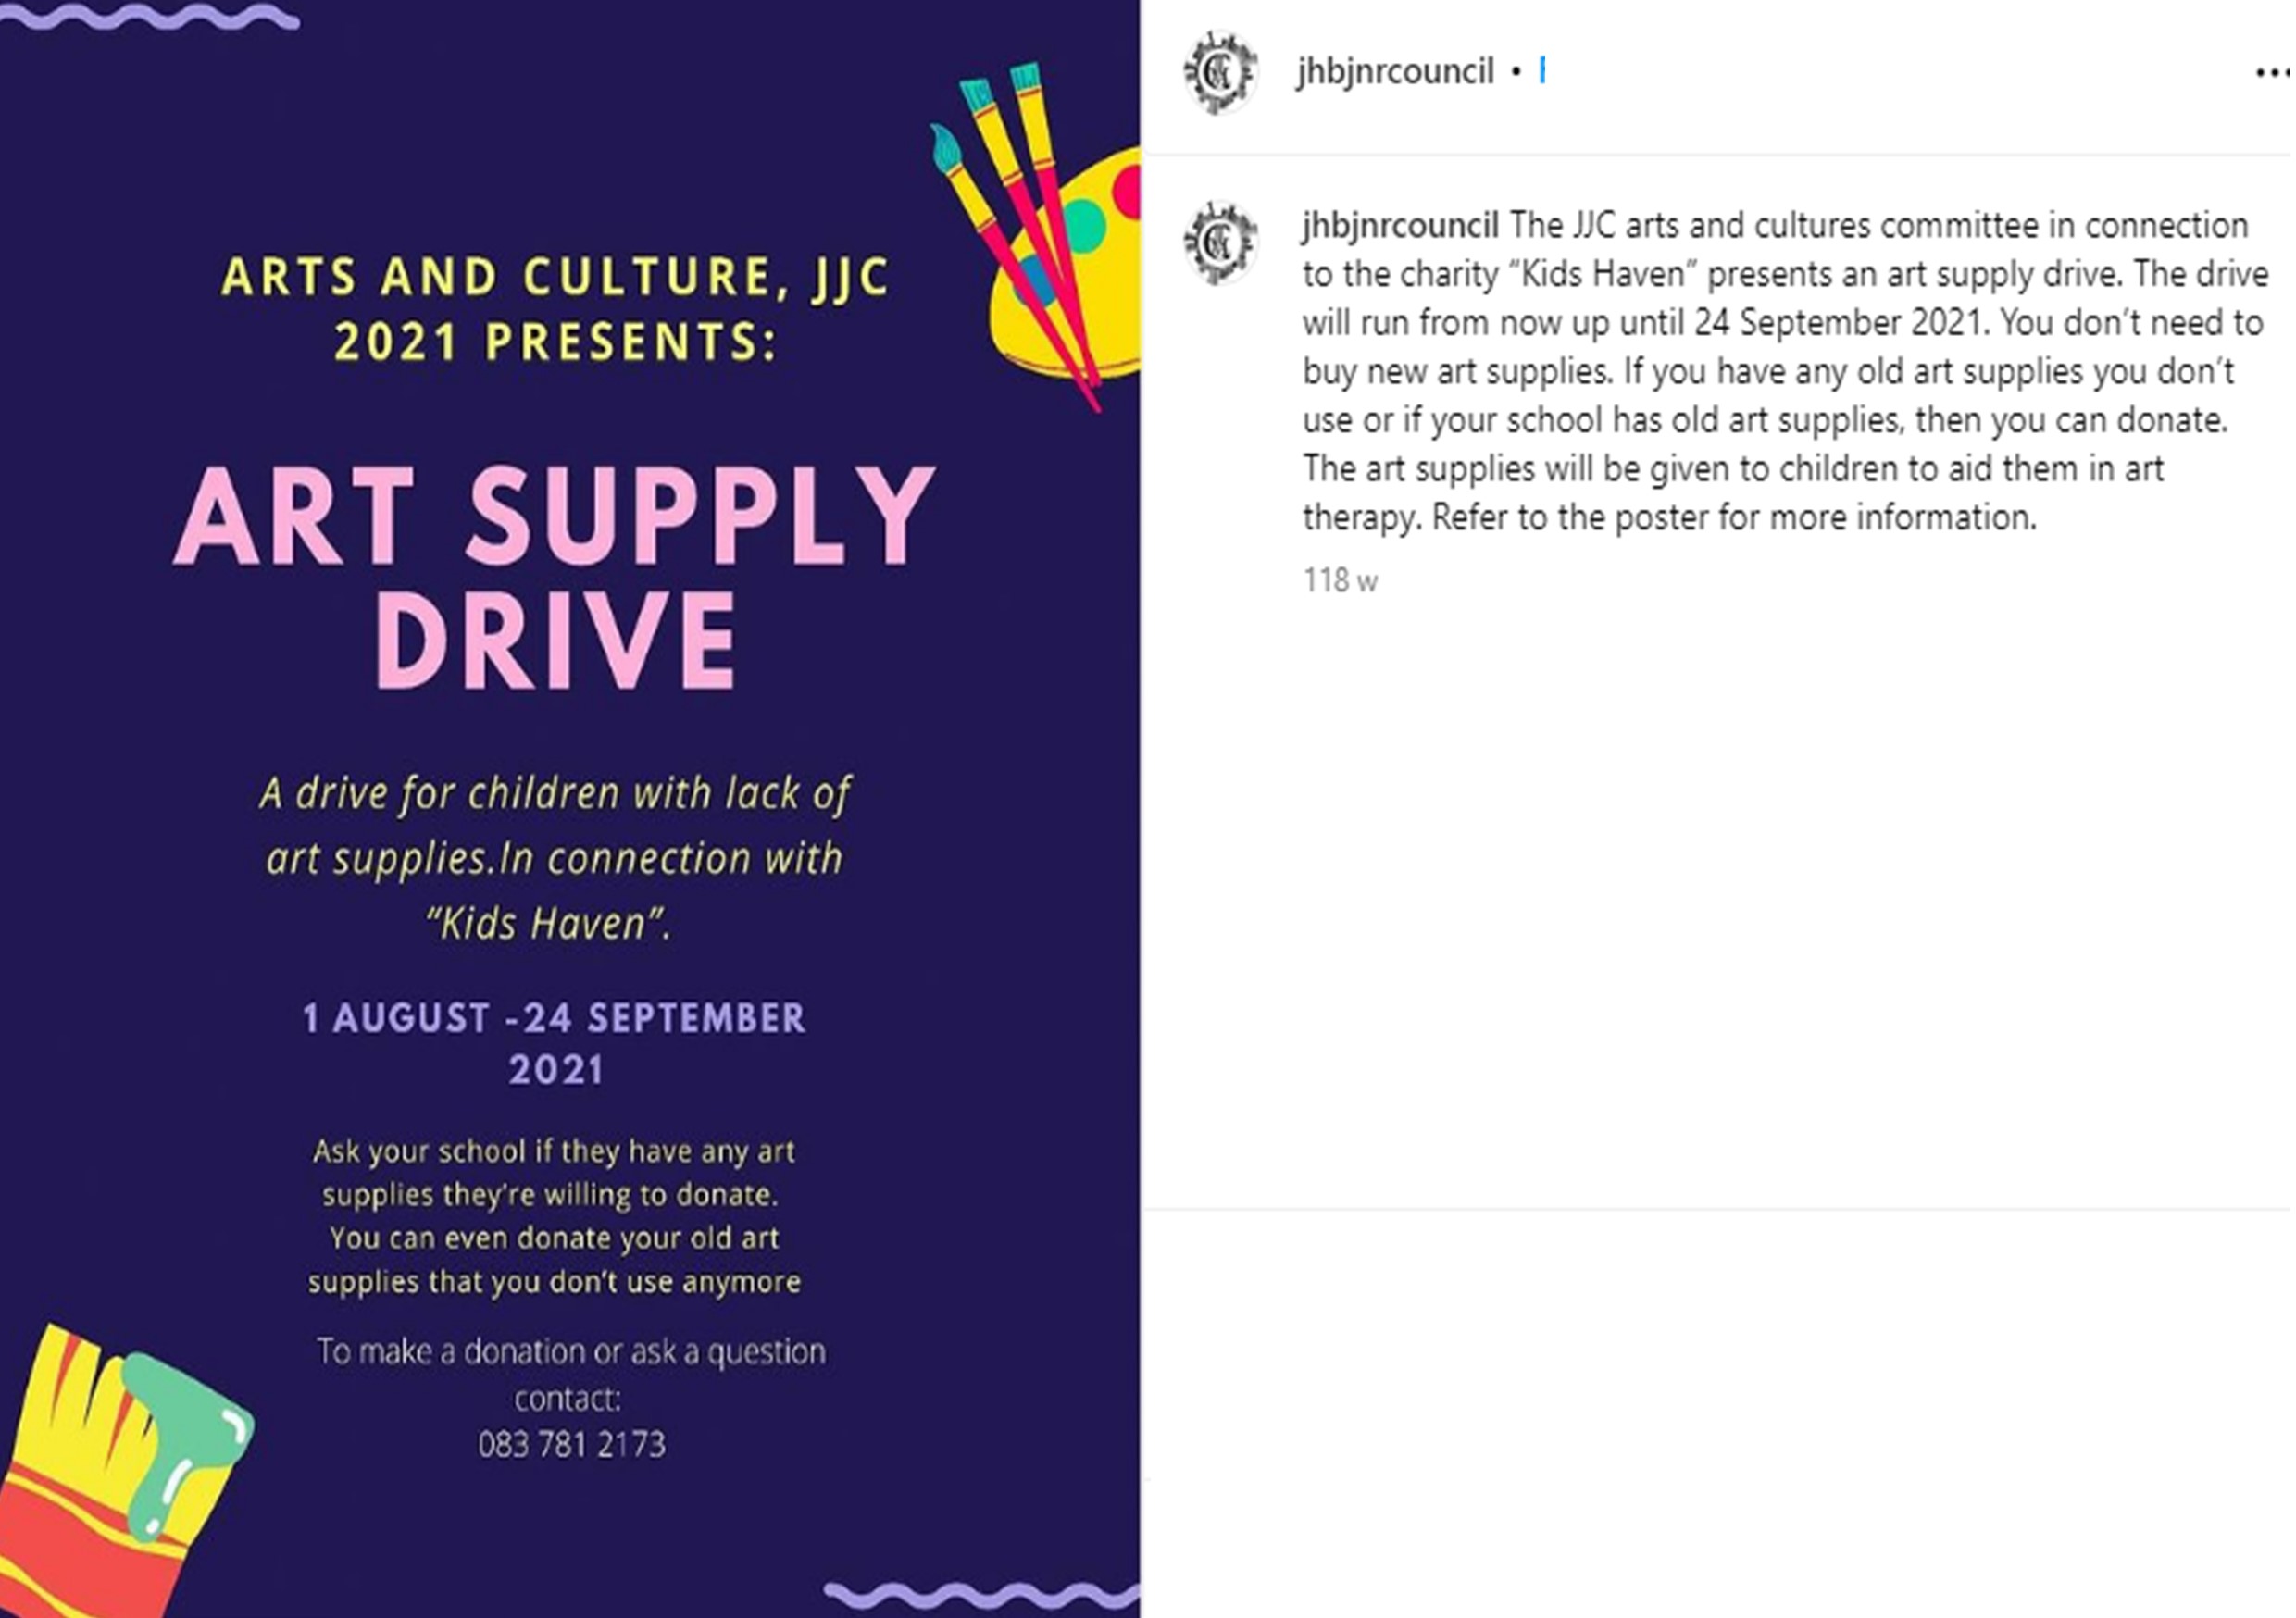 ARTS AND CULTURE, JJC
2021 PRESENTS:
ART SUPPLY
DRIVE
A drive for children with lack of
art supplies.In connection with
“Kids Haven”.
1 AUGUST -24 SEPTEMBER
2021
Ask your school if they have any art
supplies they’re willing to donate.
You can even donate your old art
supplies that you don’t use anymore
To make a donation or ask a question
contact:
083 781 2173
jhbjnrcouncil •
jhbjnrcouncil The JJC arts and cultures committee in connection
to the charity “Kids Haven” presents an art supply drive. The drive
will run from now up until 24 September 2021. You don’t need to
buy new art supplies. If you have any old art supplies you don’t
use or if your school has old art supplies, then you can donate.
The art supplies will be given to children to aid them in art
therapy. Refer to the poster for more information.
118 w